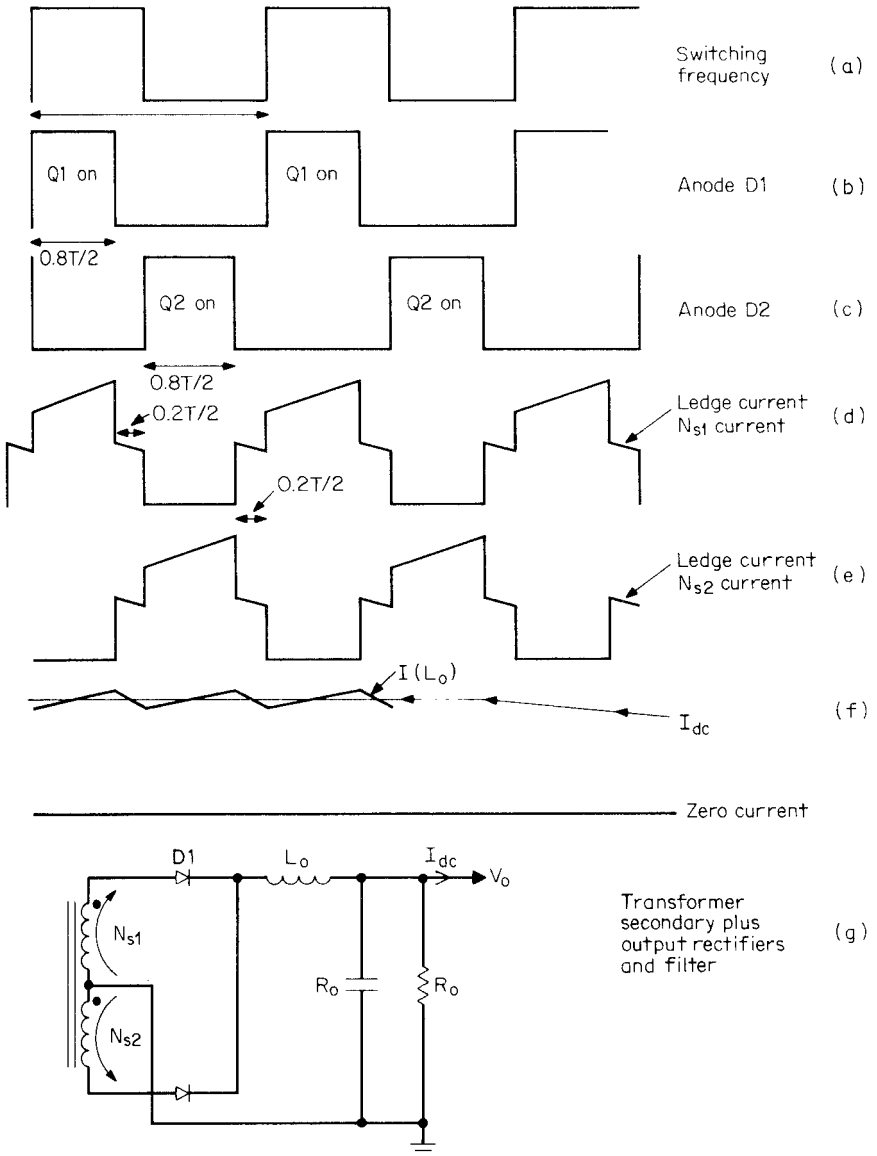 Switching
frequency
(a)
Q1 on
Q1 on
Anode D1
(b)
0.8T/2
Q2 on
Q2 on
Anode D2
(c)
0.8T/2
0.2T/2
Ledge current
Ns1 current
(d)
0.2T/2
Ledge current
Ns2 current
(e)
I(Lo)
Idc
(f)
Zero current
D1
Lo
Idc
Vo
Ns1
Ns2
Ro
Ro
Transformer
secondary plus
output rectifiers
and filter
(g)